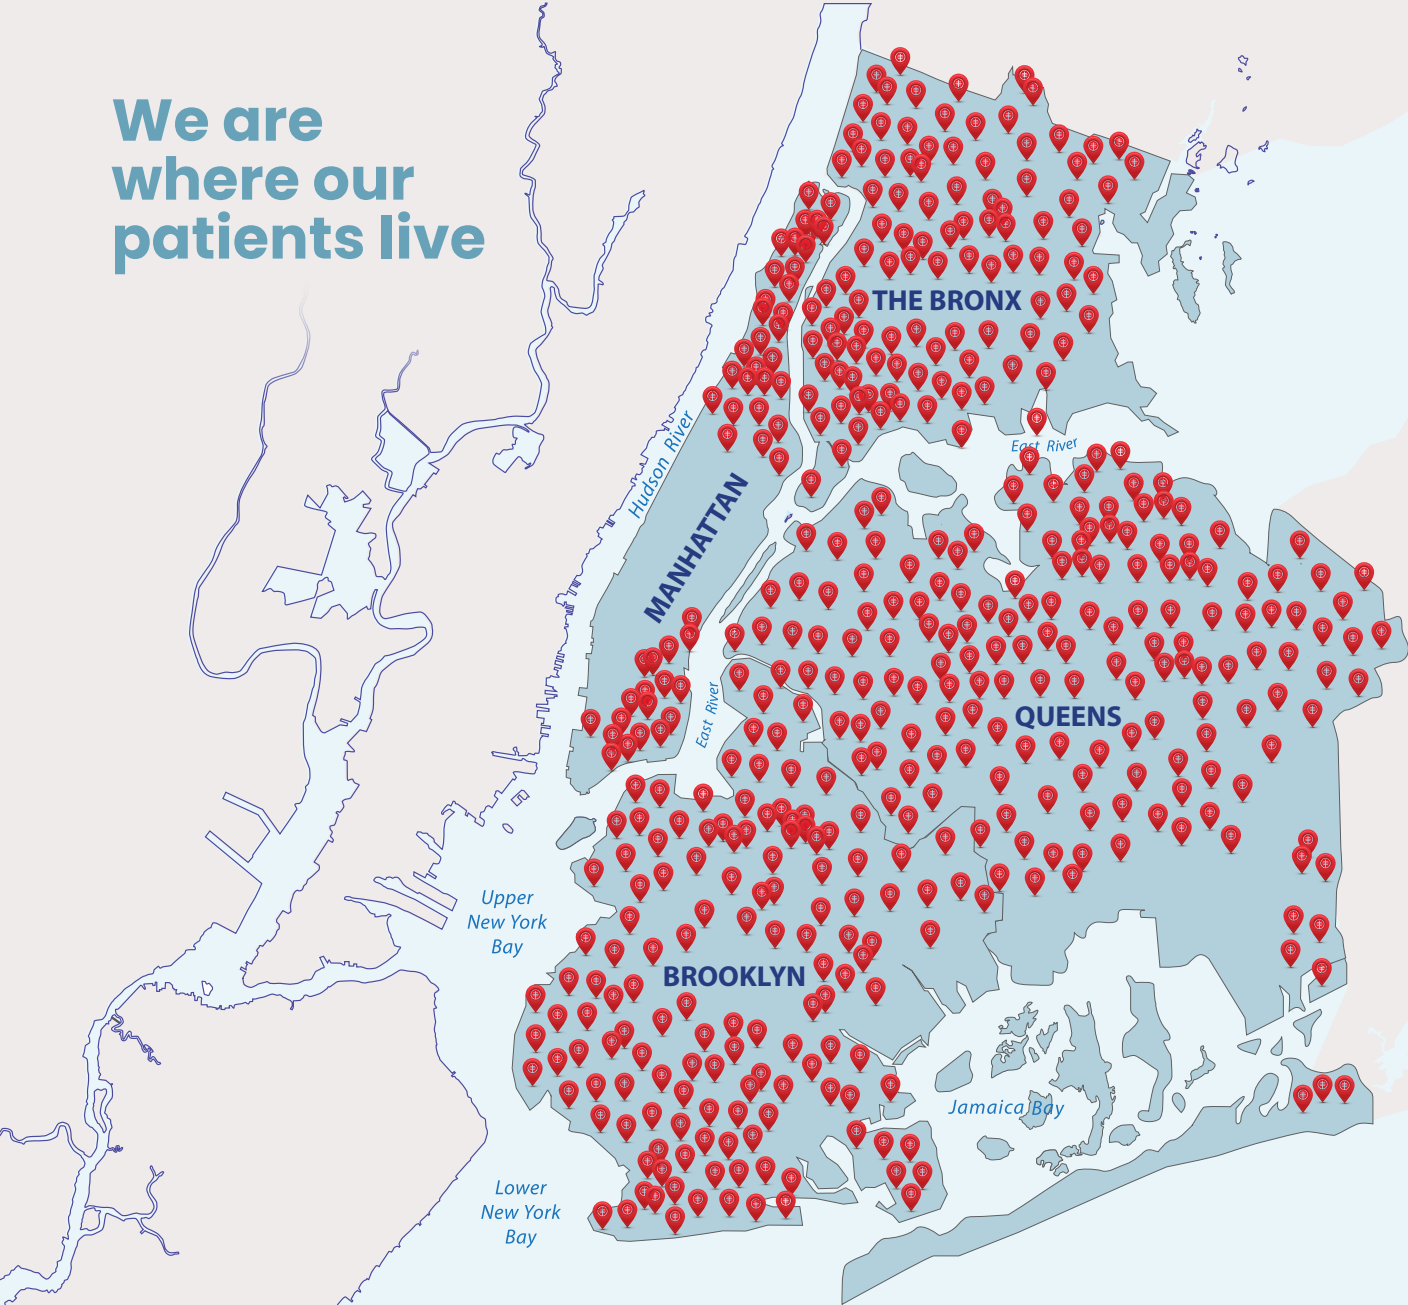 We are
where our
patients live
THE BRONX
Hudson River
East River
MANHATTAN
QUEENS
East River
Upper
New York
Bay
BROOKLYN
Jamaica Bay
Lower
New York
Bay